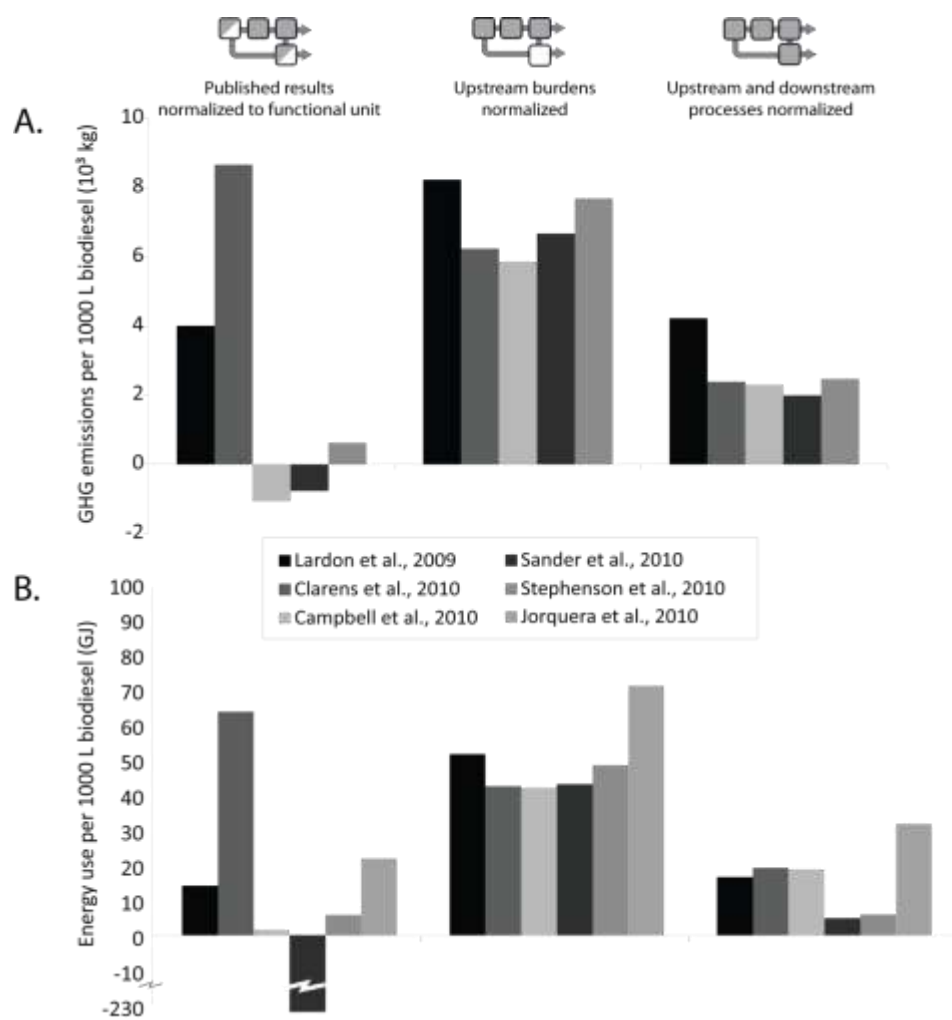 Published results
normalized to functional unit
Upstream burdens
normalized
Upstream and downstream
processes normalized
A.
GHG emissions per 1000 L biodiesel (10³ kg)
10
8
6
4
2
0
-2
Lardon et al., 2009
Clarens et al., 2010
Campbell et al., 2010
Sander et al., 2010
Stephenson et al., 2010
Jorquera et al., 2010
B.
Energy use per 1000 L biodiesel (GJ)
100
90
80
70
60
50
40
30
20
10
0
-10
-230